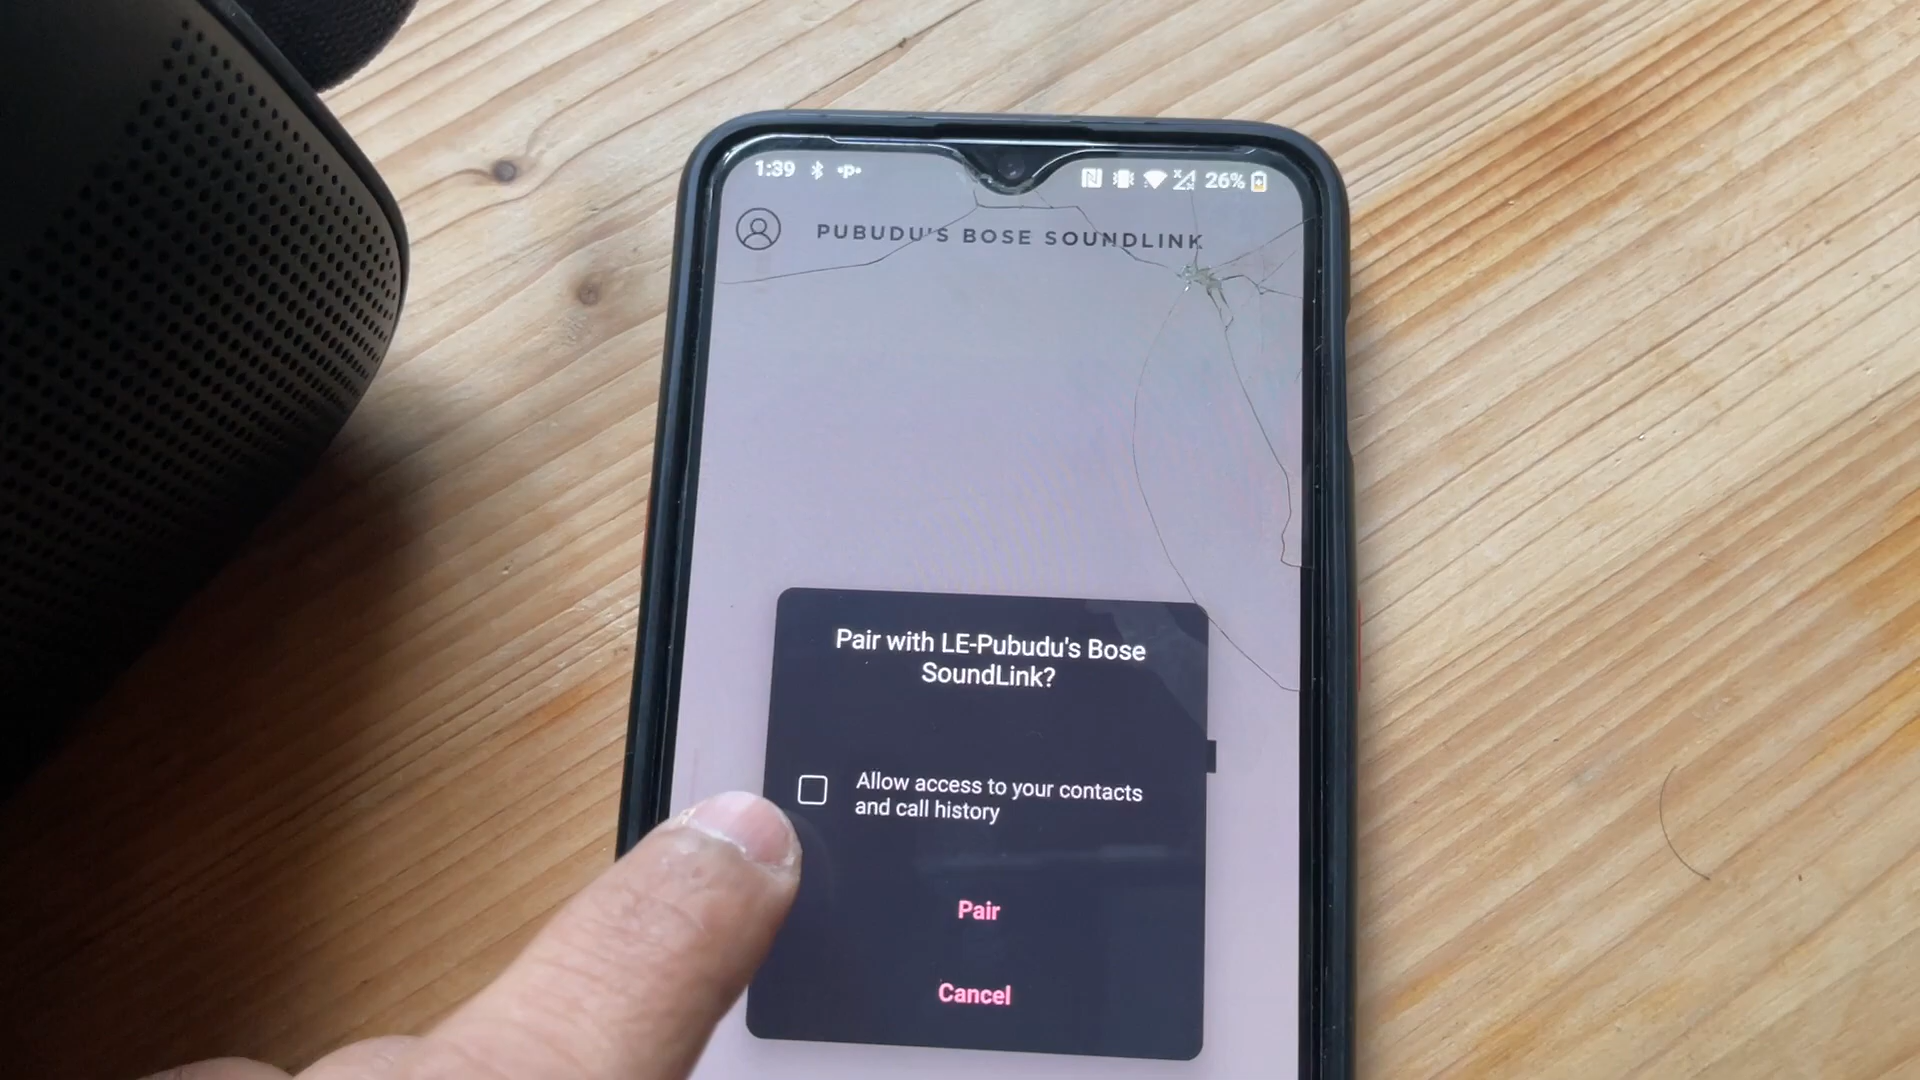 1:39 26%
PUBUDU'S BOSE SOUNDLINK
Pair with LE-Pubudu's Bose
SoundLink?
Allow access to your contacts
and call history
Pair
Cancel